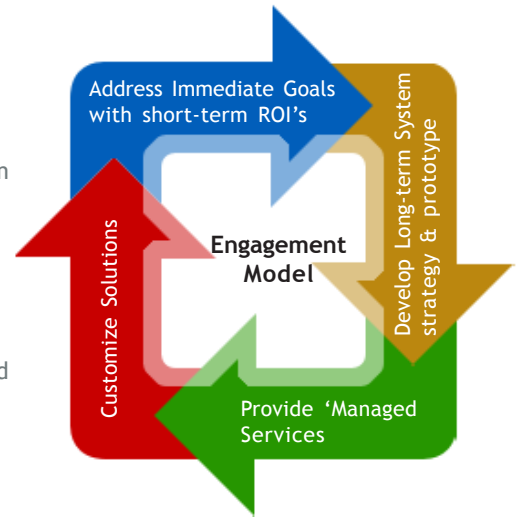 Address Immediate Goals
with short-term ROI’s
Develop Long-term System
strategy & prototype
Engagement
Model
Customize Solutions
Provide ‘Managed
Services